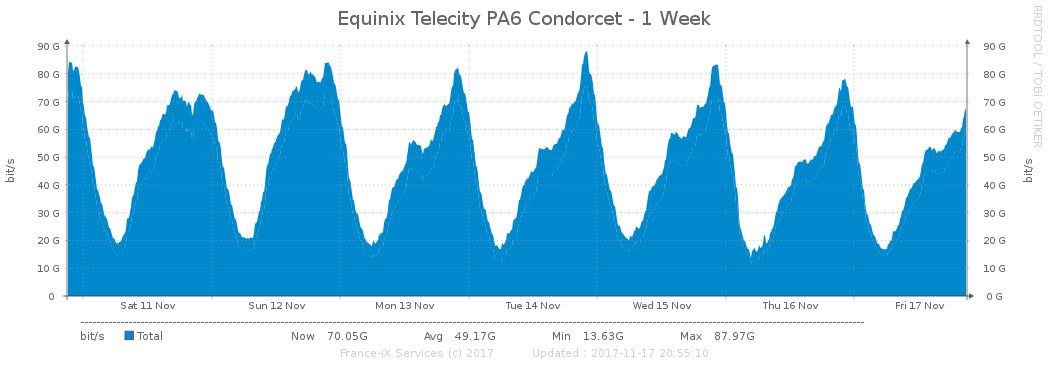 Equinix Telecity PA6 Condorcet - 1 Week
RRDTOOL / TOBI OETIKER
90 G 90 G
80 G 80 G
70 G 70 G
60 G 60 G
50 G 50 G
40 G 40 G
30 G 30 G
20 G 20 G
10 G 10 G
0 0 G
bit/s bit/s
Sat 11 Nov Sun 12 Nov Mon 13 Nov Tue 14 Nov Wed 15 Nov Thu 16 Nov Fri 17 Nov
bit/s Total Now 70.05G Avg 49.17G Min 13.63G Max 87.97G
France-IX Services (c) 2017 Updated : 2017-11-17 20:55:10